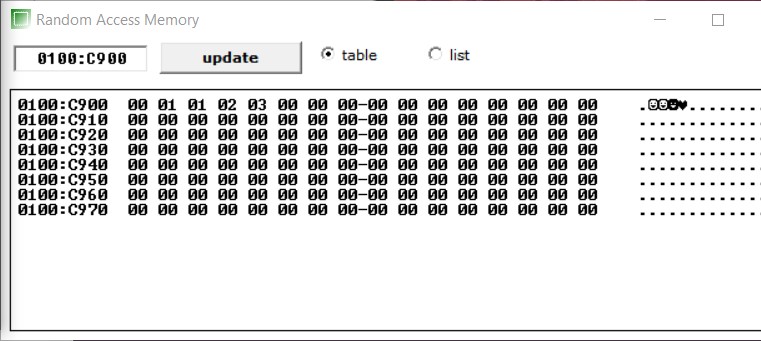 Random Access Memory
0100:C900 update table list
0100:C900 00 01 01 02 03 00 00 00-00 00 00 00 00 00 00 00 .☺☺☻♥...........
0100:C910 00 00 00 00 00 00 00 00-00 00 00 00 00 00 00 00 ............
0100:C920 00 00 00 00 00 00 00 00-00 00 00 00 00 00 00 00 ............
0100:C930 00 00 00 00 00 00 00 00-00 00 00 00 00 00 00 00 ............
0100:C940 00 00 00 00 00 00 00 00-00 00 00 00 00 00 00 00 ............
0100:C950 00 00 00 00 00 00 00 00-00 00 00 00 00 00 00 00 ............
0100:C960 00 00 00 00 00 00 00 00-00 00 00 00 00 00 00 00 ............
0100:C970 00 00 00 00 00 00 00 00-00 00 00 00 00 00 00 00 ............